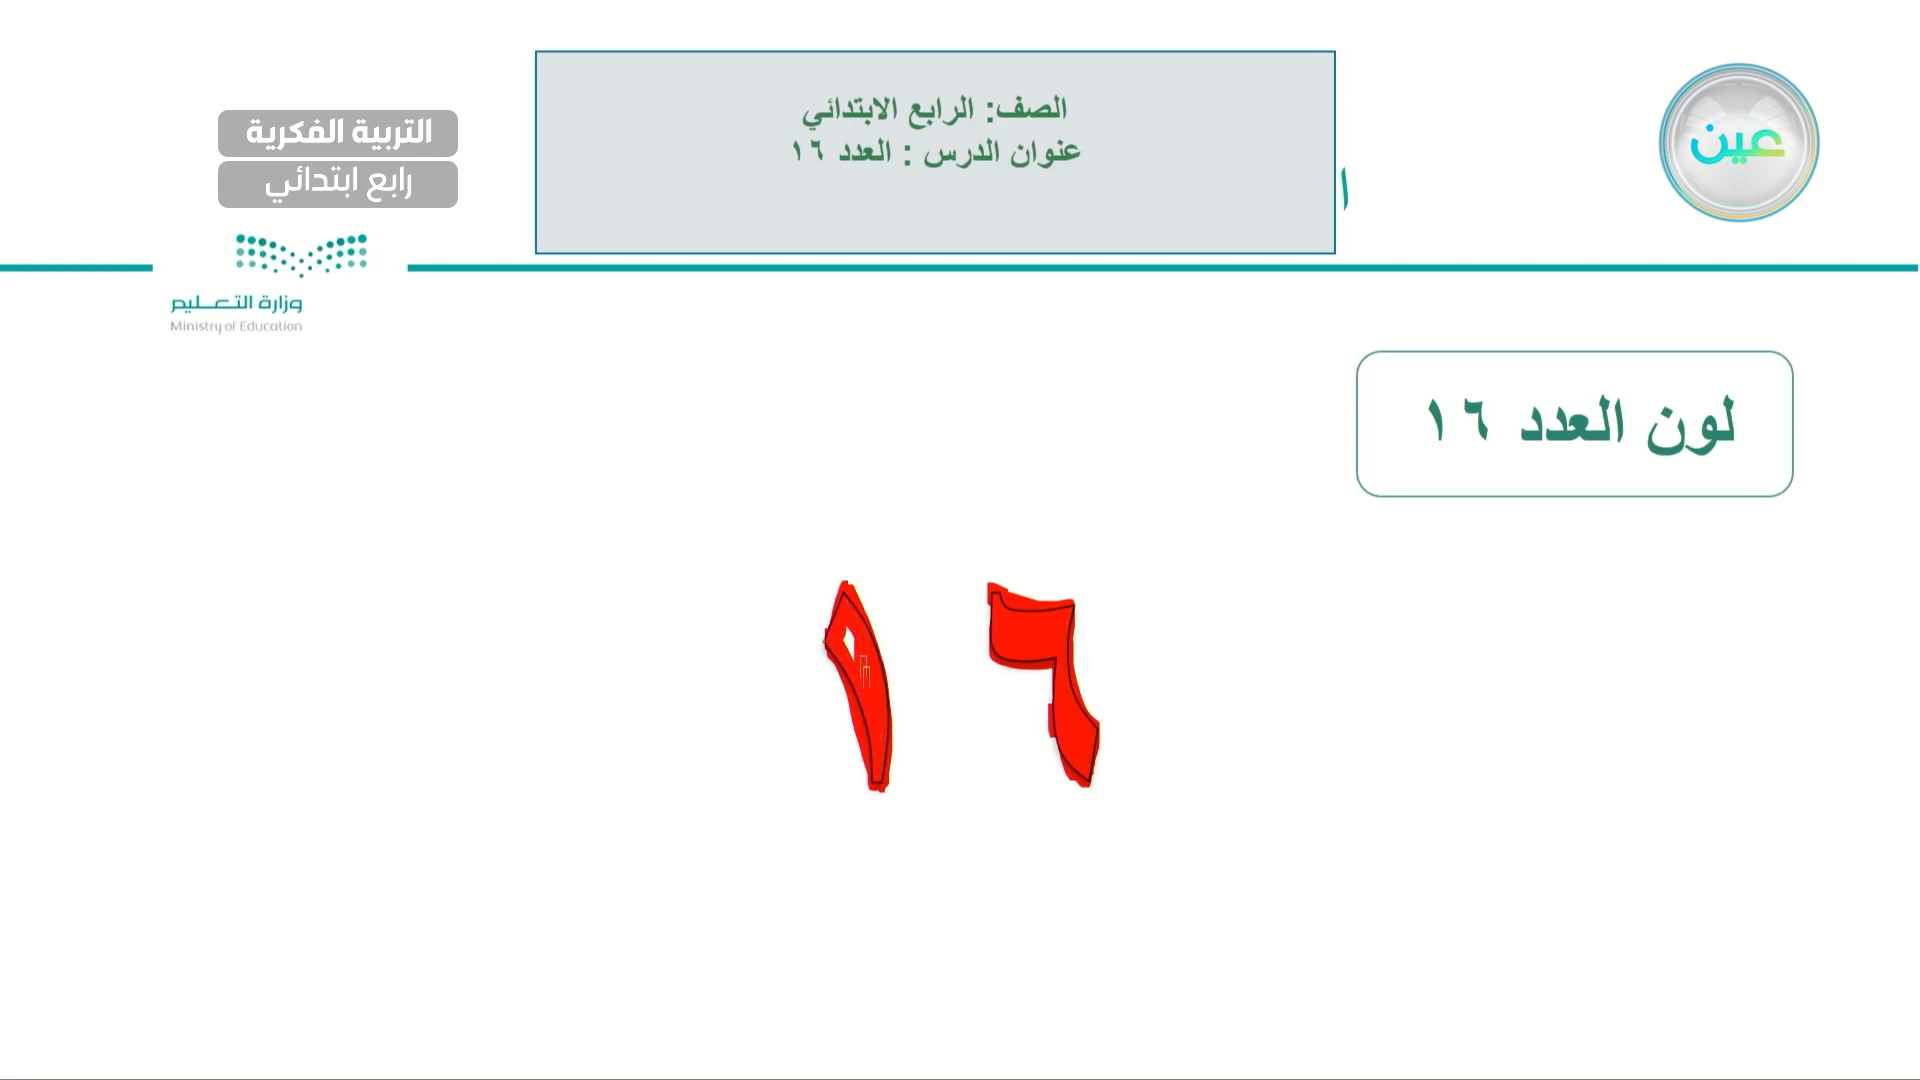 الصف: الرابع الابتدائي
عنوان الدرس : العدد ١٦
عين
التربية الفكرية
رابع ابتدائي
وزارة التعليم
Ministry of Education
لون العدد ١٦
١٦